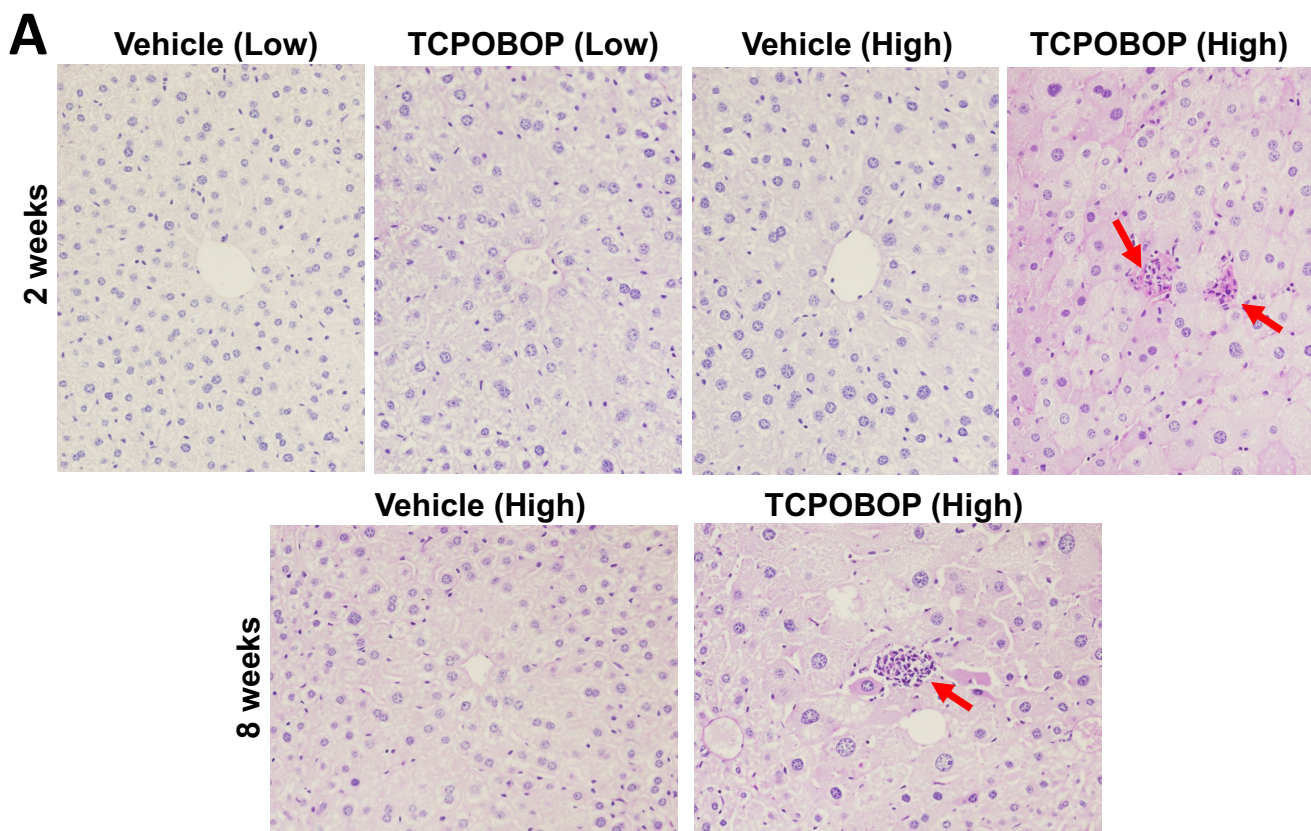 A
Vehicle (Low)
TCPOBOP (Low)
Vehicle (High)
TCPOBOP (High)
2 weeks
Vehicle (High)
TCPOBOP (High)
8 weeks